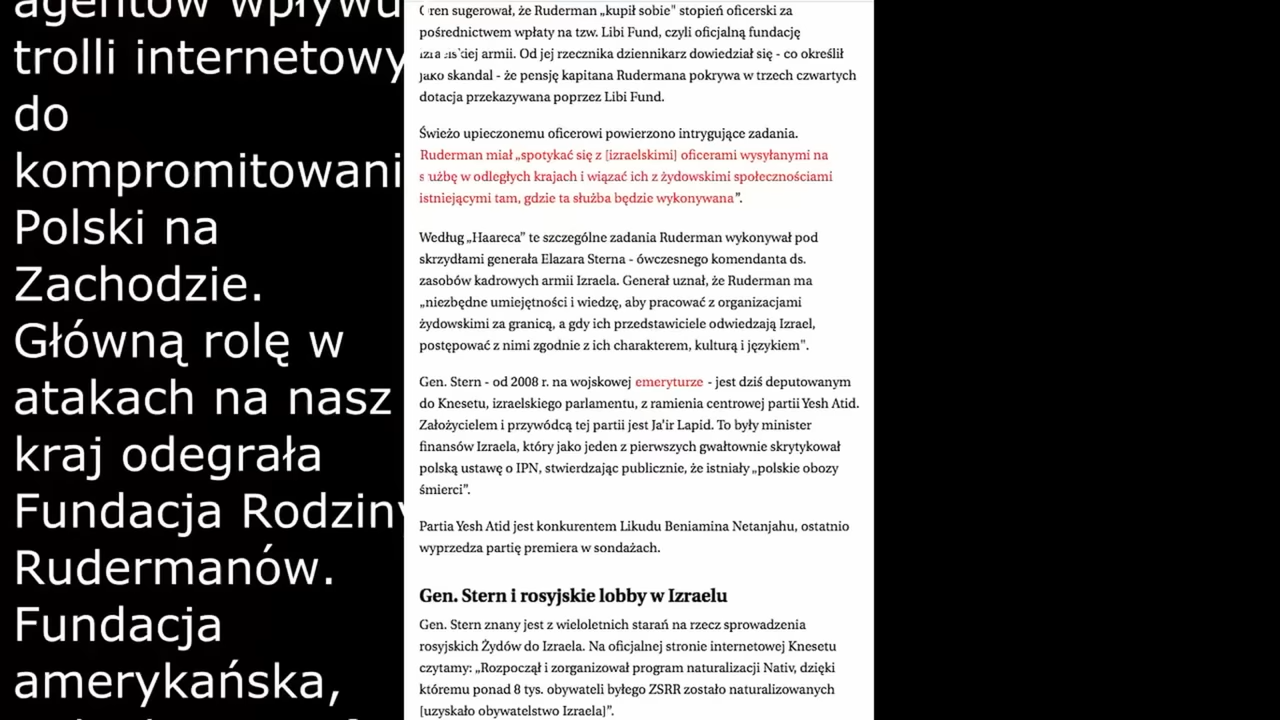 agentów wpływu
trolli internetowy
do
kompromitowani
Polski na
Zachodzie.
Główną rolę w
atakach na nasz
kraj odegrała
Fundacja Rodziny
Rudermanów.
Fundacja
amerykańska,
Oren sugerował, że Ruderman „kupił sobie” stopień oficerski za
pośrednictwem wpłaty na tzw. Libi Fund, czyli oficjalną fundację
izraelskiej armii. Od jej rzecznika dziennikarz dowiedział się - co określił
jako skandal - że pensję kapitana Rudermana pokrywa w trzech czwartych
dotacja przekazywana poprzez Libi Fund.
Świeżo upieczonemu oficerowi powierzono intrygujące zadania.
Ruderman miał „spotykać się z [izraelskimi] oficerami wysyłanymi na
służbę w odległych krajach i wiązać ich z żydowskimi społecznościami
istniejącymi tam, gdzie ta służba będzie wykonywana”.
Według „Haareca” te szczególne zadania Ruderman wykonywał pod
skrzydłami generała Elazara Sterna - ówczesnego komendanta ds.
zasobów kadrowych armii Izraela. Generał uznał, że Ruderman ma
„niezbędne umiejętności i wiedzę, aby pracować z organizacjami
żydowskimi za granicą, a gdy ich przedstawiciele odwiedzają Izrael,
postępować z nimi zgodnie z ich charakterem, kulturą i językiem".
Gen. Stern - od 2008 r. na wojskowej emeryturze - jest dziś deputowanym
do Knesetu, izraelskiego parlamentu, z ramienia centrowej partii Yesh Atid.
Założycielem i przywódcą tej partii jest Ja'ir Lapid. To były minister
finansów Izraela, który jako jeden z pierwszych gwałtownie skrytykował
polską ustawę o IPN, stwierdzając publicznie, że istniały „polskie obozy
śmierci”.
Partia Yesh Atid jest konkurentem Likudu Beniamina Netanjahu, ostatnio
wyprzedza partię premiera w sondażach.
Gen. Stern i rosyjskie lobby w Izraelu
Gen. Stern znany jest z wieloletnich starań na rzecz sprowadzenia
rosyjskich Żydów do Izraela. Na oficjalnej stronie internetowej Knesetu
czytamy: „Rozpoczął i zorganizował program naturalizacji Nativ, dzięki
któremu ponad 8 tys. obywateli byłego ZSRR zostało naturalizowanych
[uzyskało obywatelstwo Izraela]”.